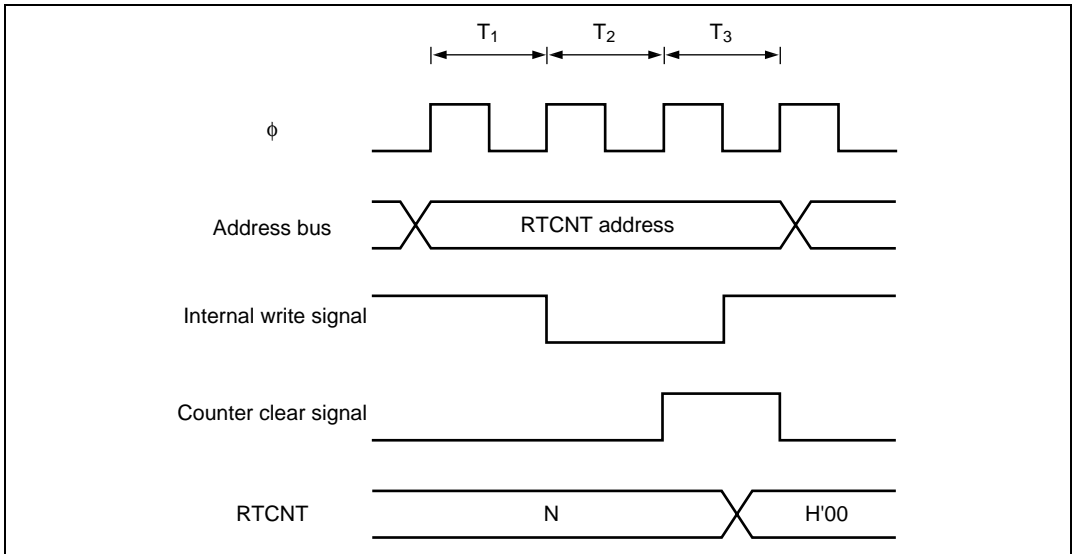 T1 T2 T3
ϕ
Address bus
RTCNT address
Internal write signal
Counter clear signal
RTCNT
N
H'00